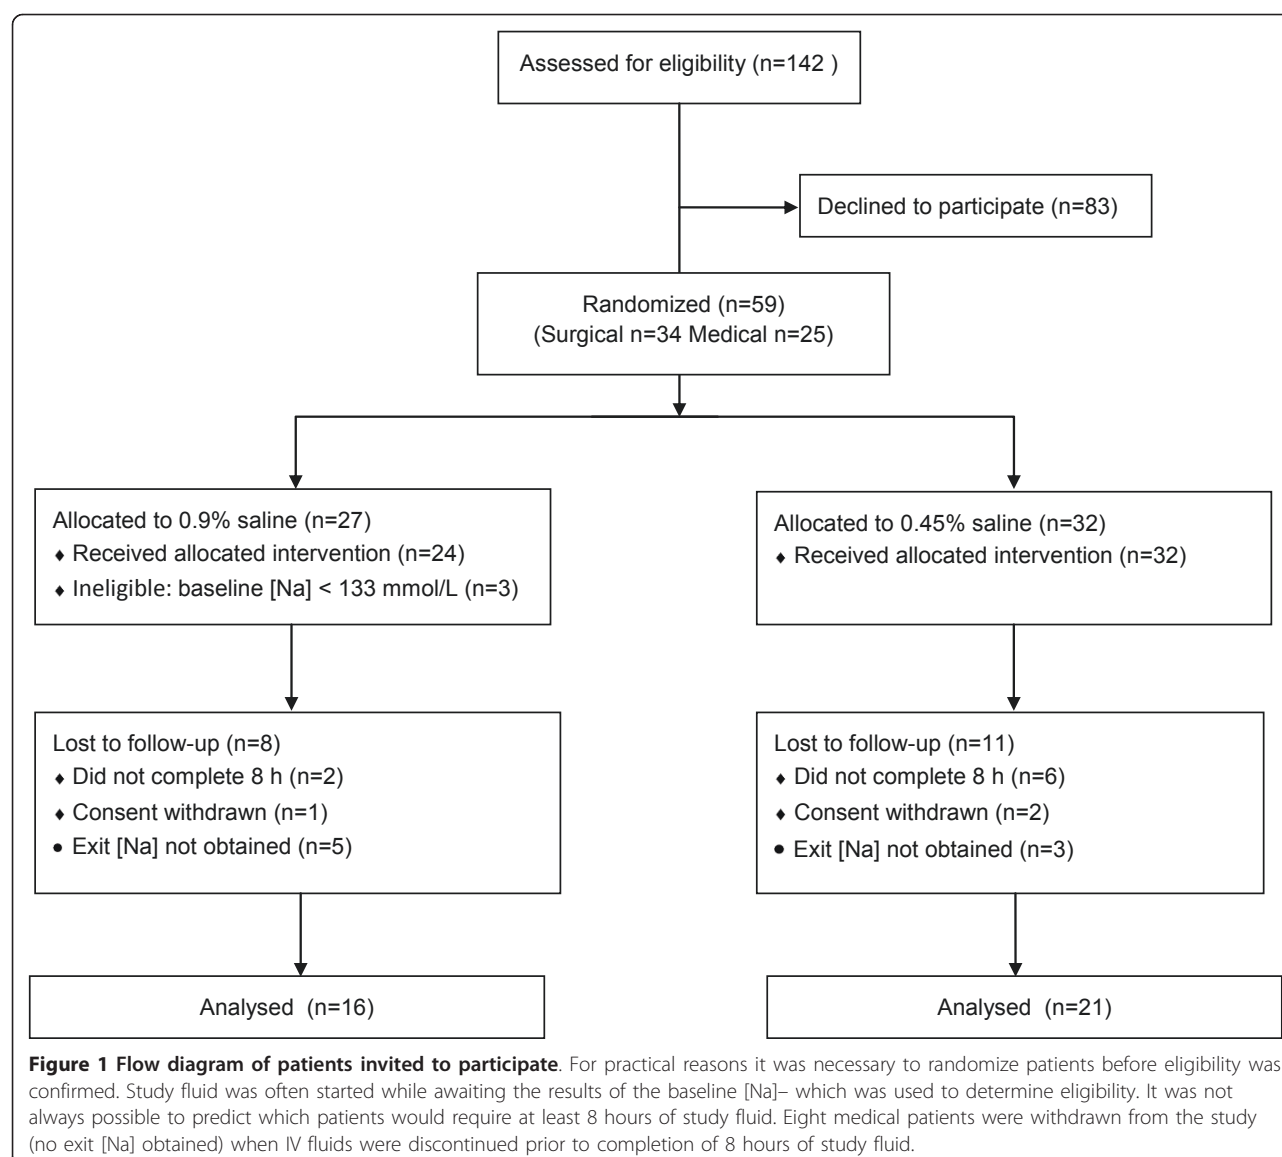 Assessed for eligibility (n=142 )
Declined to participate (n=83)
Randomized (n=59)
(Surgical n=34 Medical n=25)
Allocated to 0.9% saline (n=27)
♦ Received allocated intervention (n=24)
♦ Ineligible: baseline [Na] < 133 mmol/L (n=3)
Allocated to 0.45% saline (n=32)
♦ Received allocated intervention (n=32)
Lost to follow-up (n=8)
♦ Did not complete 8 h (n=2)
♦ Consent withdrawn (n=1)
● Exit [Na] not obtained (n=5)
Lost to follow-up (n=11)
♦ Did not complete 8 h (n=6)
♦ Consent withdrawn (n=2)
● Exit [Na] not obtained (n=3)
Analysed (n=16)
Analysed (n=21)
Figure 1 Flow diagram of patients invited to participate. For practical reasons it was necessary to randomize patients before eligibility was
confirmed. Study fluid was often started while awaiting the results of the baseline [Na]– which was used to determine eligibility. It was not
always possible to predict which patients would require at least 8 hours of study fluid. Eight medical patients were withdrawn from the study
(no exit [Na] obtained) when IV fluids were discontinued prior to completion of 8 hours of study fluid.